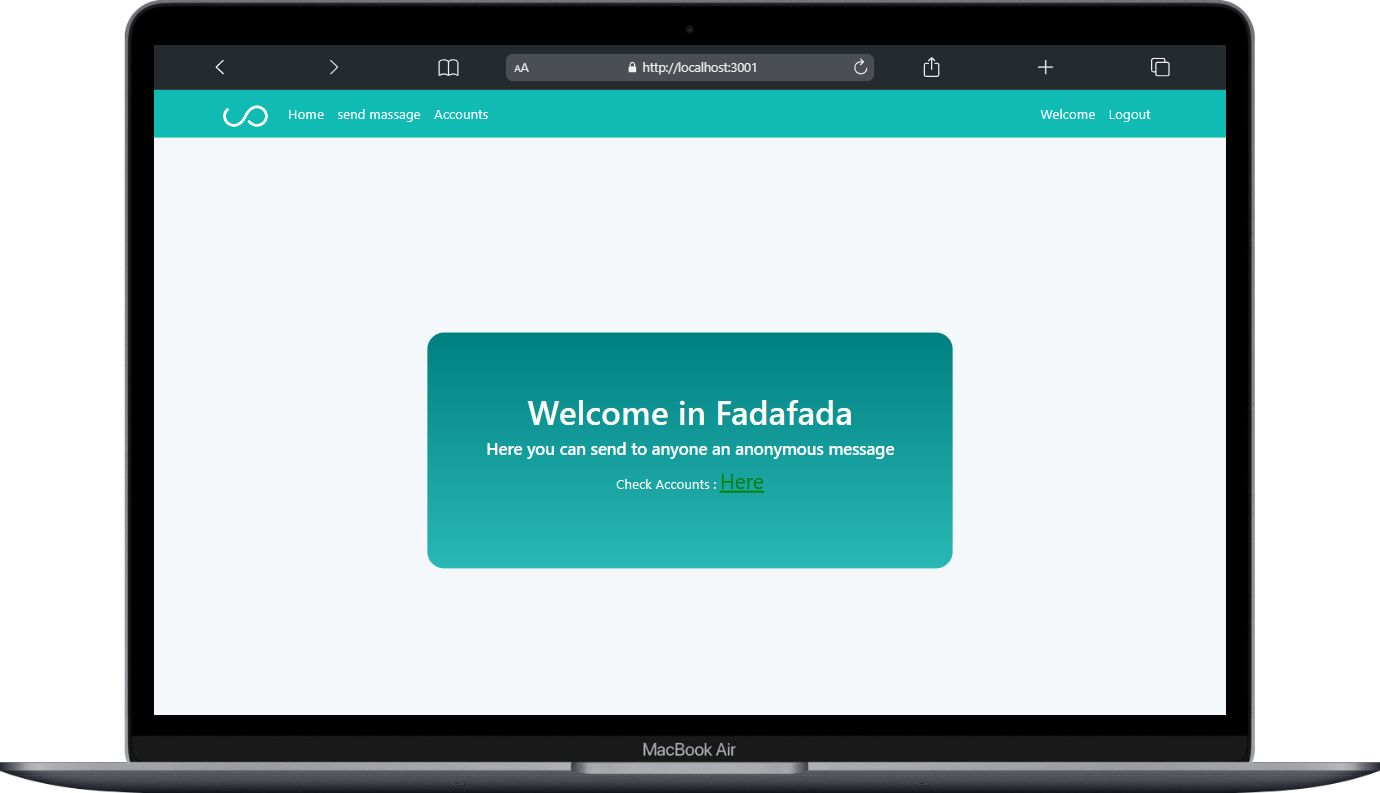 AA http://localhost:3001
Home send massage Accounts Welcome Logout
Welcome in Fadafada
Here you can send to anyone an anonymous message
Check Accounts : Here
MacBook Air